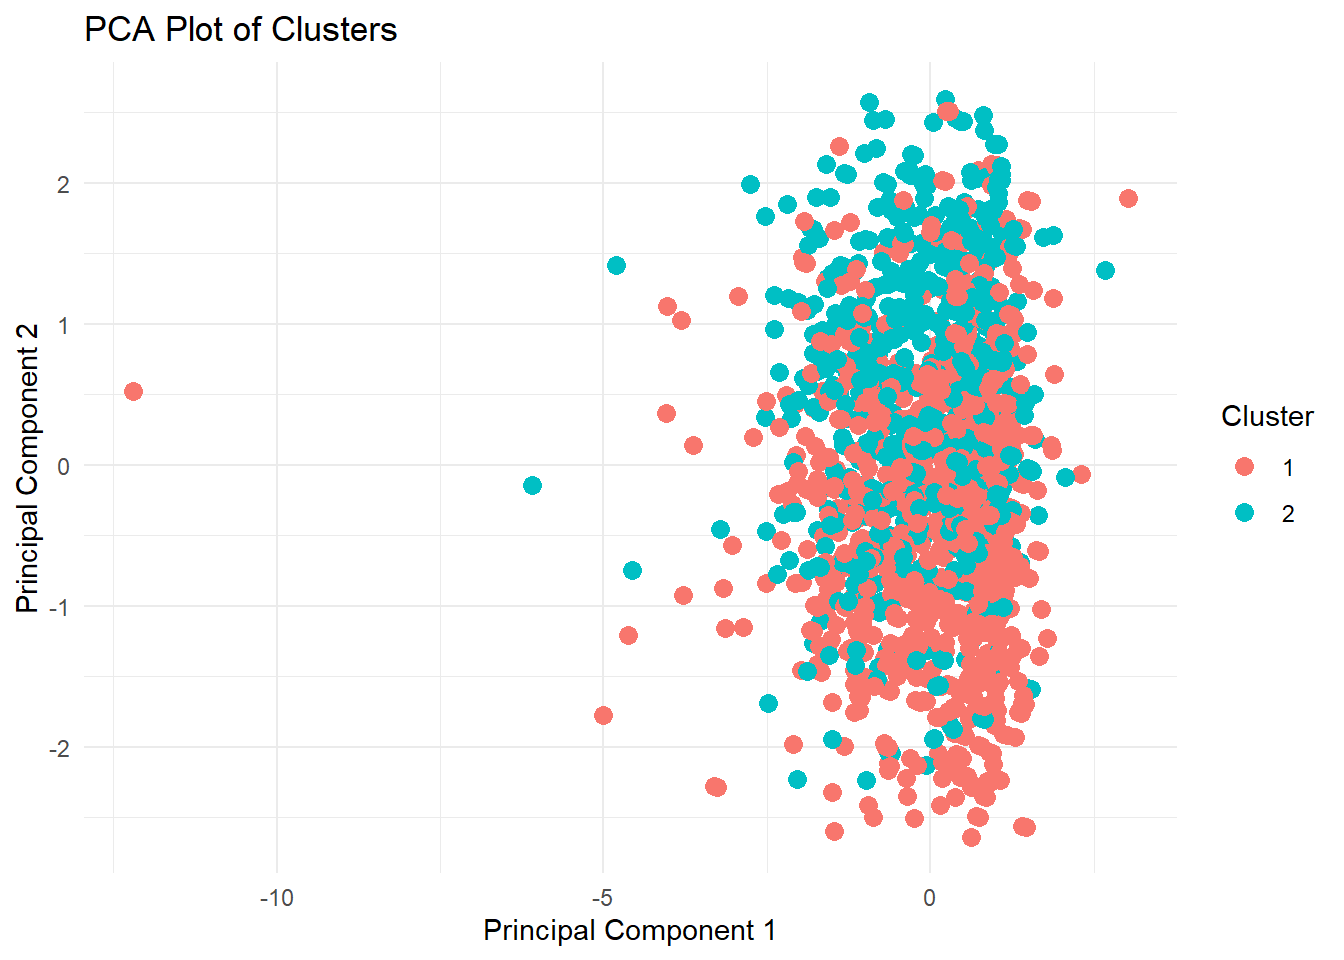 PCA Plot of Clusters
2
1
0
-1
-2
Principal Component 2
-10
-5
0
Principal Component 1
Cluster
1
2